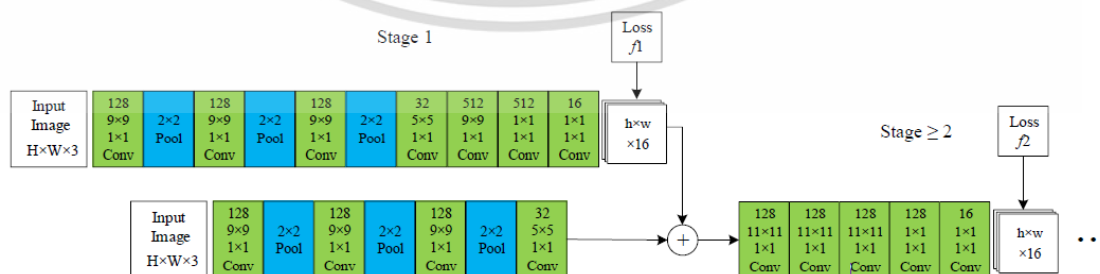 Stage 1
Loss
f1
Input
Image
H×W×3
128
9×9
1×1
Conv
2×2
Pool
128
9×9
1×1
Conv
2×2
Pool
128
9×9
1×1
Conv
2×2
Pool
32
5×5
1×1
Conv
512
9×9
1×1
Conv
512
1×1
1×1
Conv
16
1×1
1×1
Conv
h×w
×16
Stage ≥ 2
Loss
f2
Input
Image
H×W×3
128
9×9
1×1
Conv
2×2
Pool
128
9×9
1×1
Conv
2×2
Pool
128
9×9
1×1
Conv
2×2
Pool
32
5×5
1×1
Conv
+
128
11×11
1×1
Conv
128
11×11
1×1
Conv
128
11×11
1×1
Conv
128
1×1
1×1
Conv
16
1×1
1×1
Conv
h×w
×16